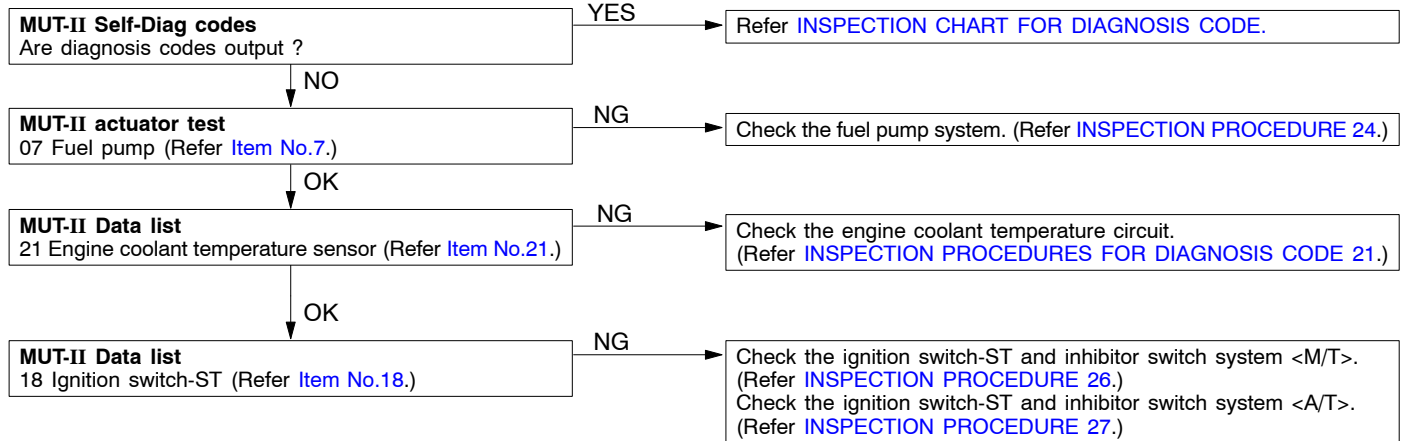 MUT-II Self-Diag codes
Are diagnosis codes output ?
YES
Refer INSPECTION CHART FOR DIAGNOSIS CODE.
NO
MUT-II actuator test
07 Fuel pump (Refer Item No.7.)
NG
Check the fuel pump system. (Refer INSPECTION PROCEDURE 24.)
OK
MUT-II Data list
21 Engine coolant temperature sensor (Refer Item No.21.)
NG
Check the engine coolant temperature circuit.
(Refer INSPECTION PROCEDURES FOR DIAGNOSIS CODE 21.)
OK
MUT-II Data list
18 Ignition switch-ST (Refer Item No.18.)
NG
Check the ignition switch-ST and inhibitor switch system <M/T>.
(Refer INSPECTION PROCEDURE 26.)
Check the ignition switch-ST and inhibitor switch system <A/T>.
(Refer INSPECTION PROCEDURE 27.)